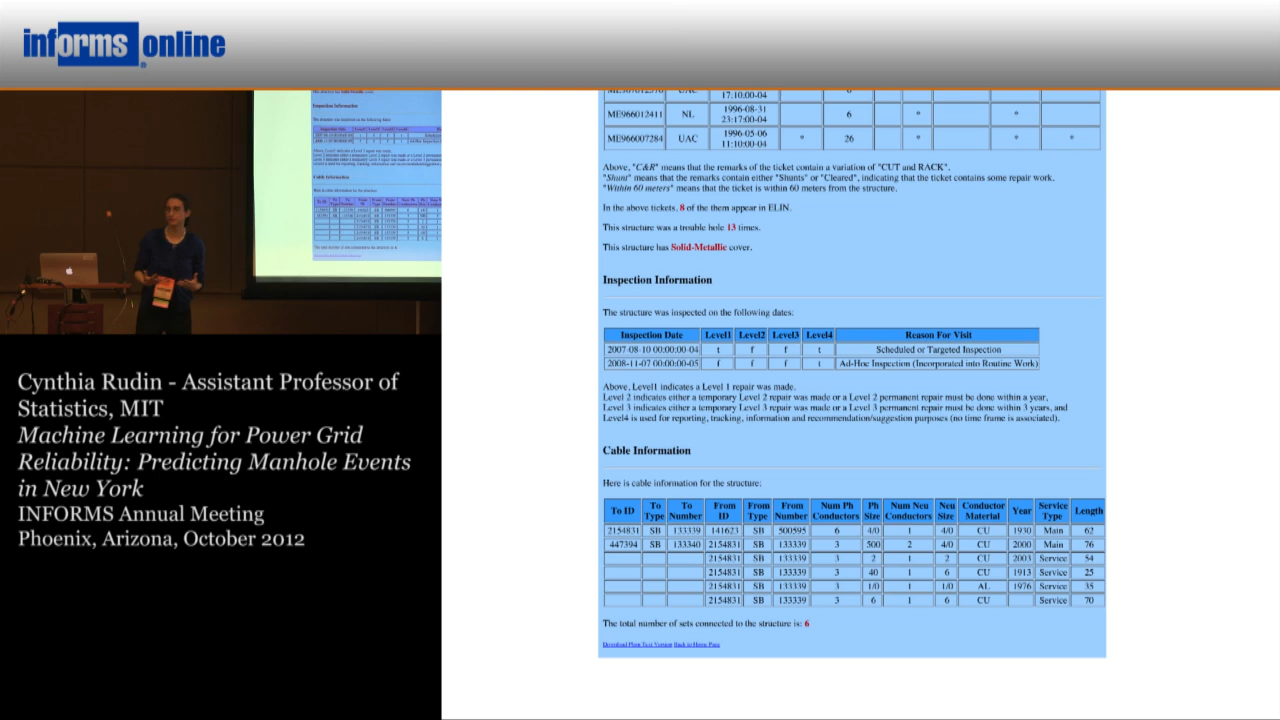 informs online
17:10:00-04
ME966012411 NL 1996-08-31 23:17:00-04 6 * *
ME966007284 UAC 1996-05-06 11:10:00-04 * 26 * * *
Above, "C&R" means that the remarks of the ticket contain a variation of "CUT and RACK".
"Shunt" means that the remarks contain either "Shunts" or "Cleared", indicating that the ticket contains some repair work.
"Within 60 meters" means that the ticket is within 60 meters from the structure.
In the above tickets, 8 of them appear in ELIN.
This structure was a trouble hole 13 times.
This structure has Solid-Metallic cover.
Inspection Information
The structure was inspected on the following dates:
Inspection Date Level1 Level2 Level3 Level4 Reason For Visit
2007-08-10 00:00:00-04 t f f t Scheduled or Targeted Inspection
2008-11-07 00:00:00-05 f f f t Ad-Hoc Inspection (Incorporated into Routine Work)
Above, Level1 indicates a Level 1 repair was made.
Level 2 indicates either a temporary Level 2 repair was made or a Level 2 permanent repair must be done within a year,
Level 3 indicates either a temporary Level 3 repair was made or a Level 3 permanent repair must be done within 3 years, and
Level4 is used for reporting, tracking, information and recommendation/suggestion purposes (no time frame is associated).
Cable Information
Here is cable information for the structure:
To ID To Type To Number From ID From Type From Number Num Ph Conductors Ph Size Num Neu Conductors Neu Size Conductor Material Year Service Type Length
2154831 SB 133339 141623 SB 500595 6 4/0 1 4/0 CU 1930 Main 62
447394 SB 133340 2154831 SB 133339 3 500 2 4/0 CU 2000 Main 76
2154831 SB 133339 3 2 1 2 CU 2003 Service 54
2154831 SB 133339 3 40 1 6 CU 1913 Service 25
2154831 SB 133339 3 1/0 1 1/0 AL 1976 Service 35
2154831 SB 133339 3 6 1 6 CU Service 70
The total number of sets connected to the structure is: 6
Download Plain Text Version Back to Home Page
Cynthia Rudin - Assistant Professor of
Statistics, MIT
Machine Learning for Power Grid
Reliability: Predicting Manhole Events
in New York
INFORMS Annual Meeting
Phoenix, Arizona, October 2012